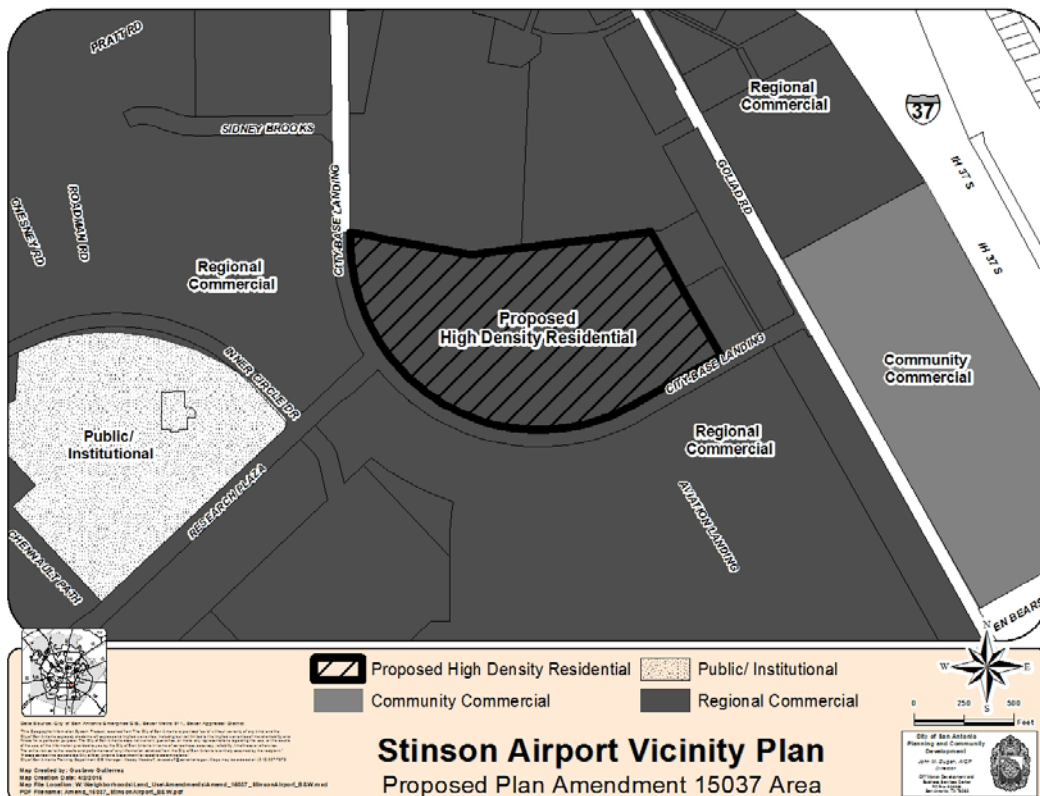 PRATT RD
Regional
Commercial
37
SIDNEY BROOKS
IH 37 S
CITY-BASE LANDING
GOLIAD RD
CHESNEY RD
ROADMAN RD
IH 37 S
Regional
Commercial
Proposed
High Density Residential
CITY-BASE LANDING
Community
Commercial
INNER CIRCLE DR
Public/
Institutional
Regional
Commercial
RESEARCH PLAZA
AVIATION LANDING
CHENNAULT PATH
EN BEARS
N
W E
S
Proposed High Density Residential
Public/ Institutional
Community Commercial
Regional Commercial
0 250 500
Feet
Stinson Airport Vicinity Plan
Proposed Plan Amendment 15037 Area
City of San Antonio
Planning and Community
Development
Map Created by: Gustavo Gutierrez